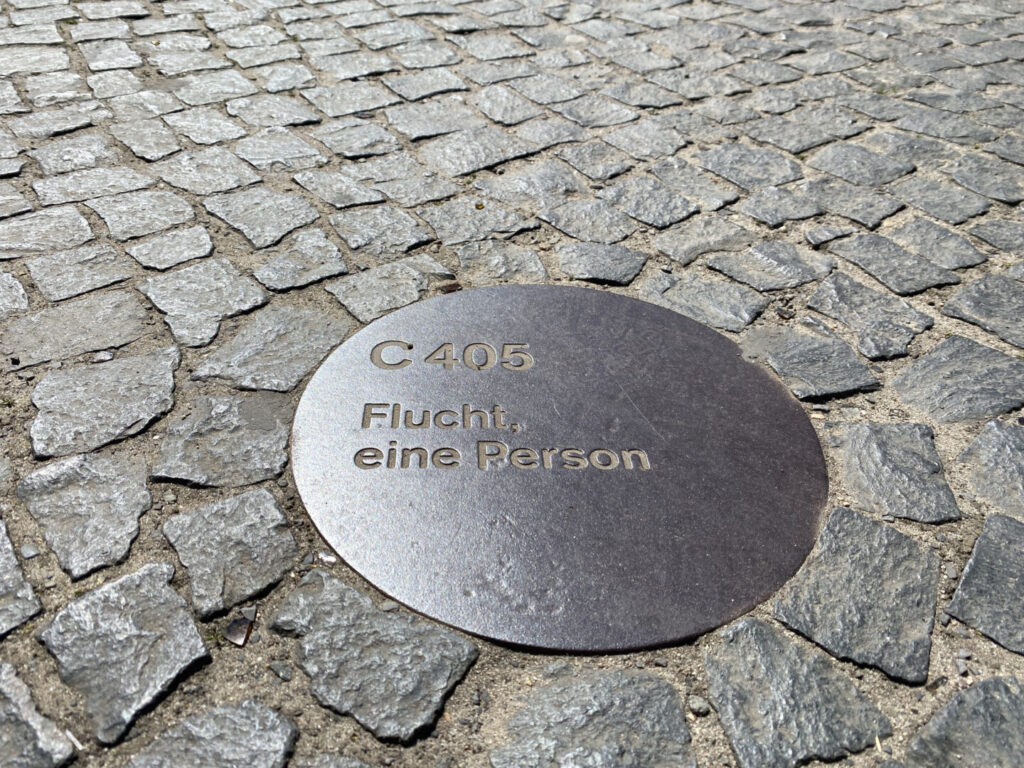 C 405
Flucht,
eine Person